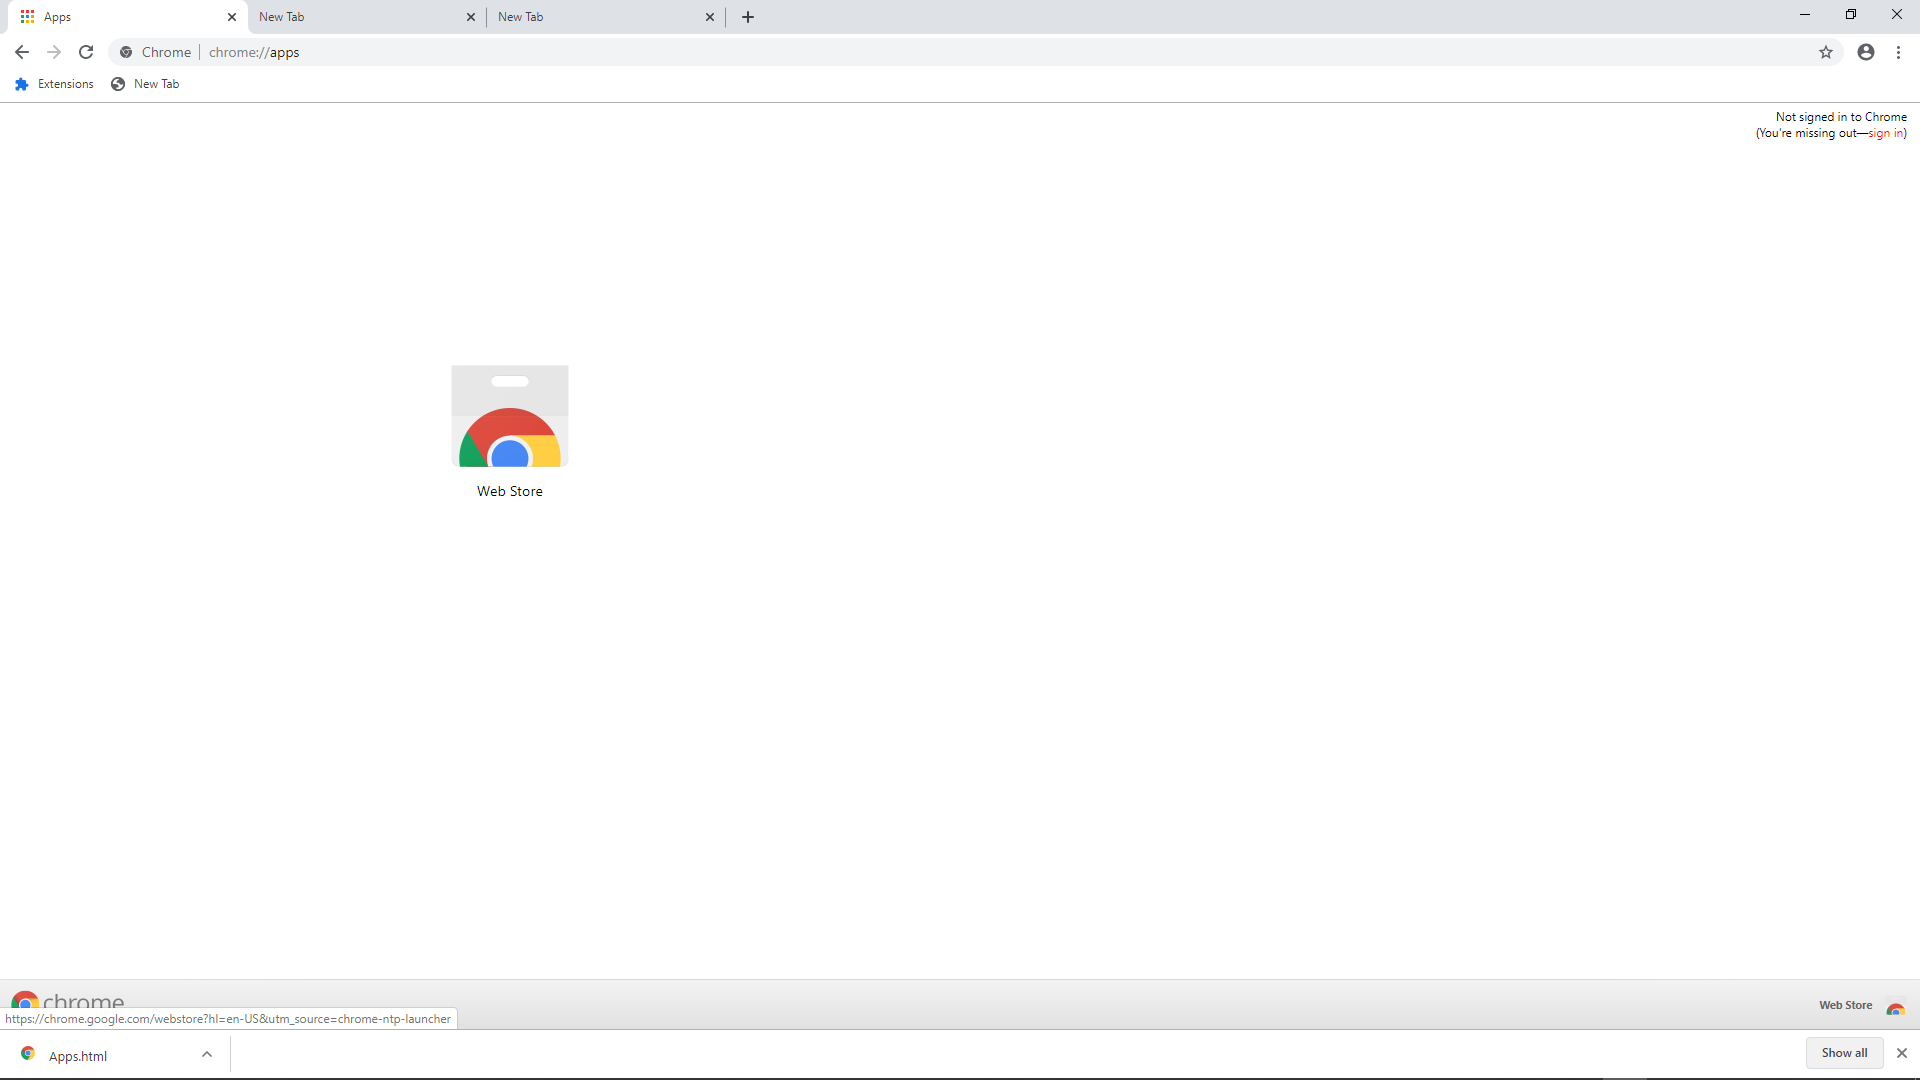 Apps
New Tab
New Tab
Chrome
chrome://apps
Extensions
New Tab
Not signed in to Chrome
(You're missing out—sign in)
Web Store
chrome
Web Store
https://chrome.google.com/webstore?hl=en-US&utm_source=chrome-ntp-launcher
Apps.html
Show all